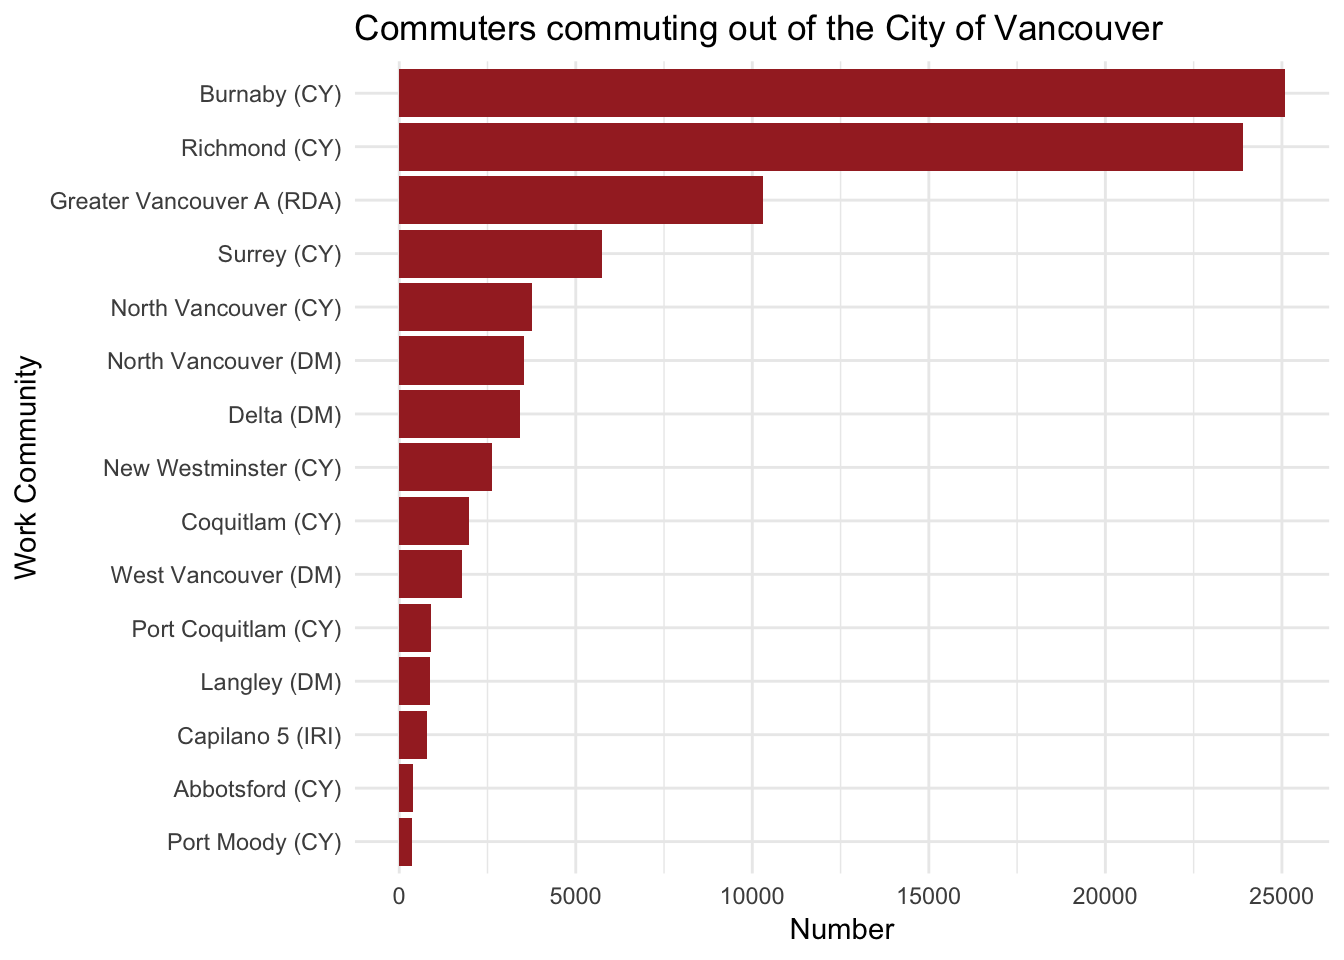 Commuters commuting out of the City of Vancouver
Burnaby (CY)
Richmond (CY)
Greater Vancouver A (RDA)
Surrey (CY)
North Vancouver (CY)
North Vancouver (DM)
Delta (DM)
New Westminster (CY)
Coquitlam (CY)
West Vancouver (DM)
Port Coquitlam (CY)
Langley (DM)
Capilano 5 (IRI)
Abbotsford (CY)
Port Moody (CY)
Work Community
0 5000 10000 15000 20000 25000
Number